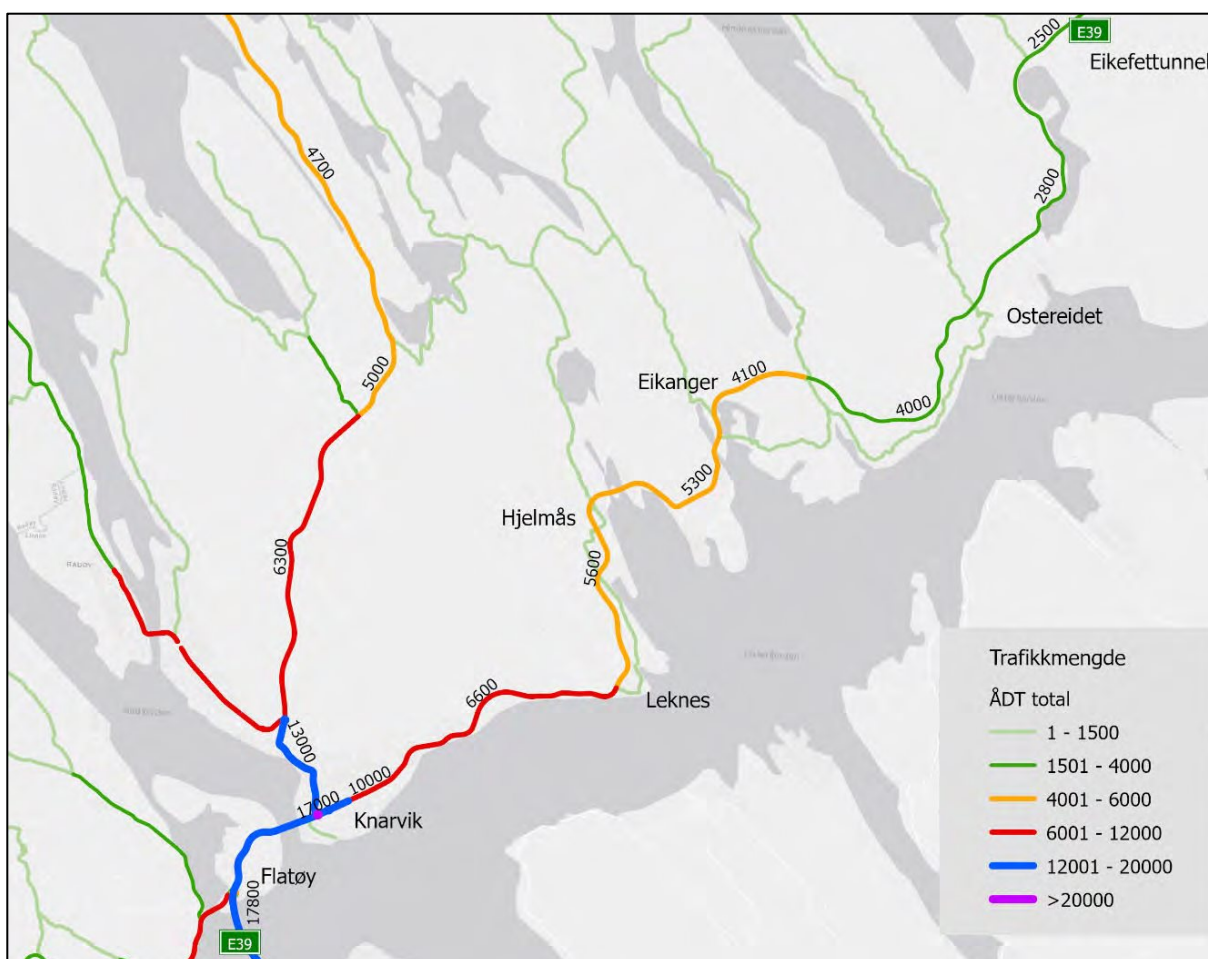 2500
E39
Eikefettunnel
4700
2800
Ostereidet
5000
4100
Eikanger
4000
5300
Hjelmås
5600
6300
6600
Leknes
13000
10000
17000
Knarvik
Flatøy
17800
E39
Trafikkmengde
ÅDT total
1 - 1500
1501 - 4000
4001 - 6000
6001 - 12000
12001 - 20000
>20000